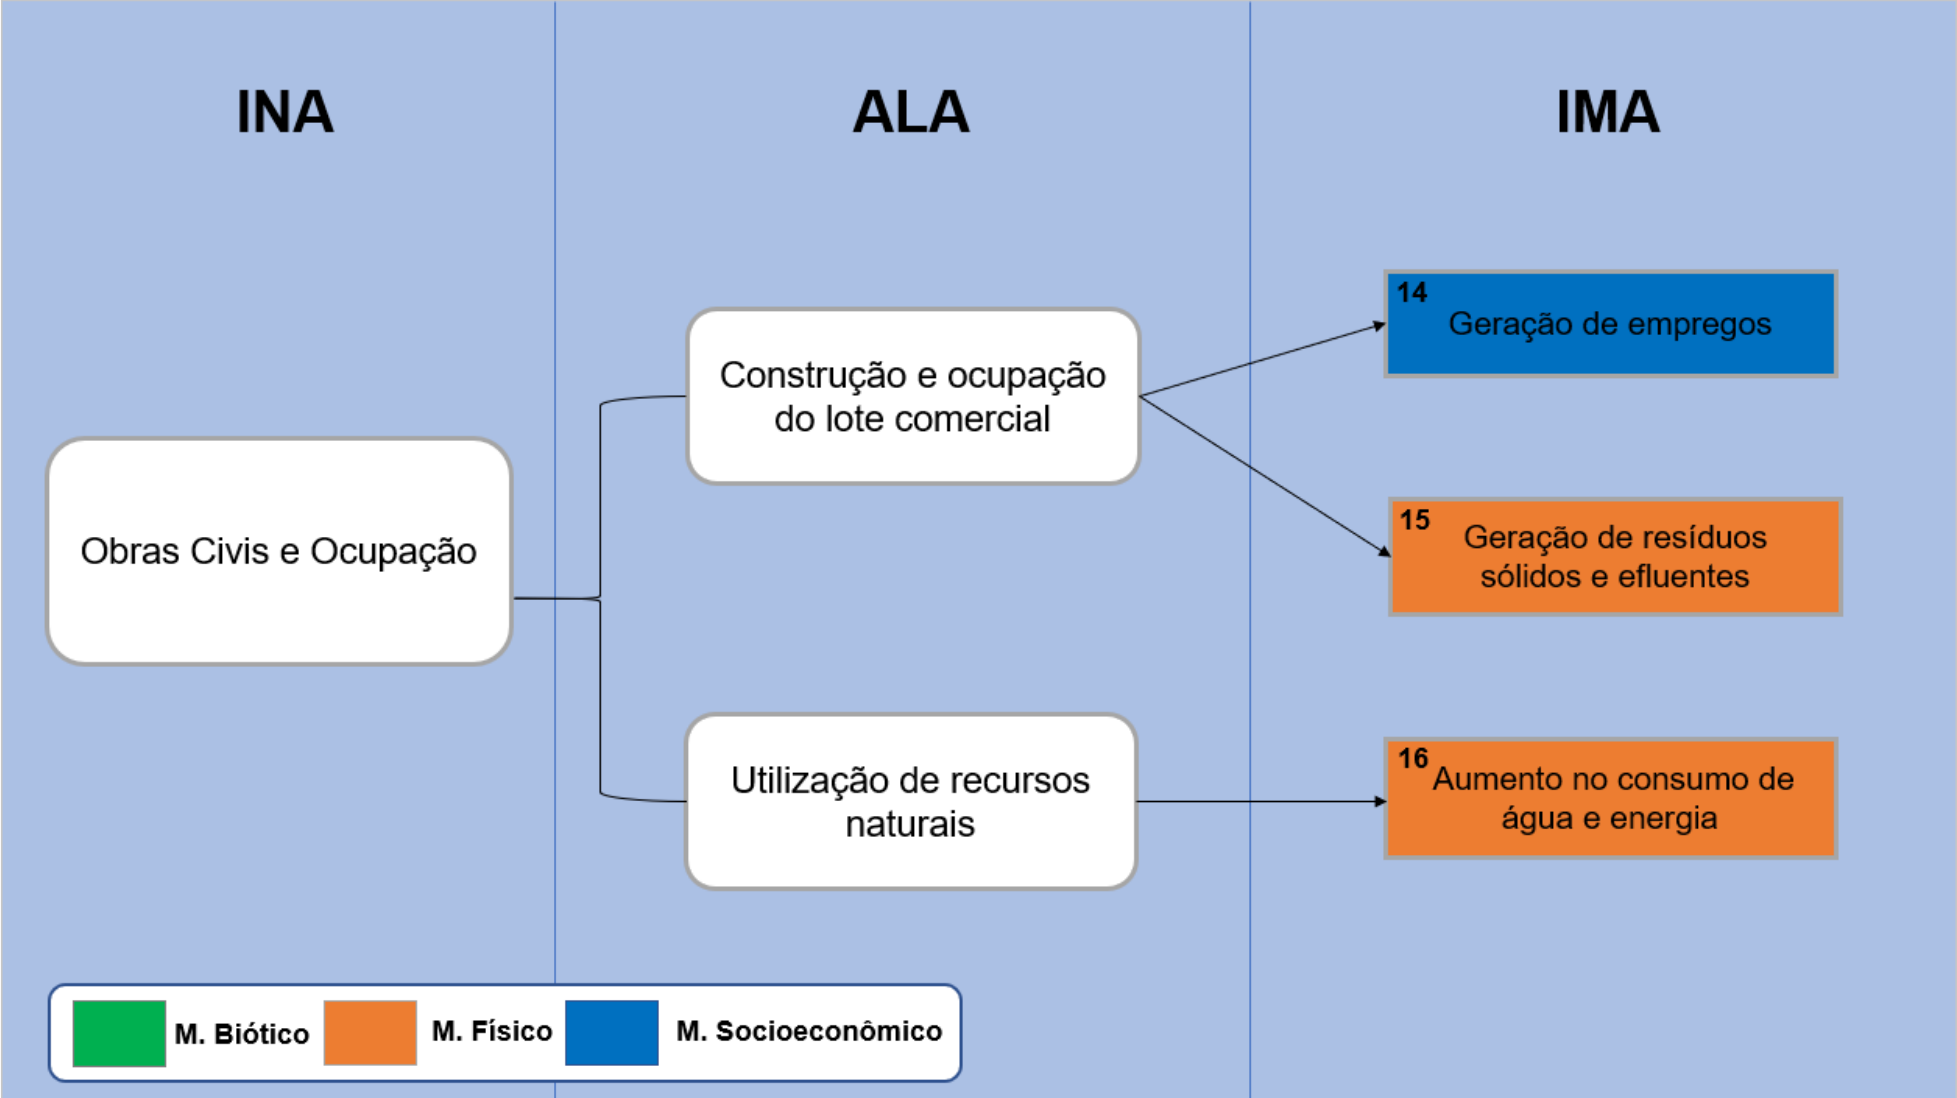 INA
ALA
IMA
Obras Civis e Ocupação
Construção e ocupação
do lote comercial
Utilização de recursos
naturais
14
Geração de empregos
15
Geração de resíduos
sólidos e efluentes
16
Aumento no consumo de
água e energia
M. Biótico
M. Físico
M. Socioeconômico